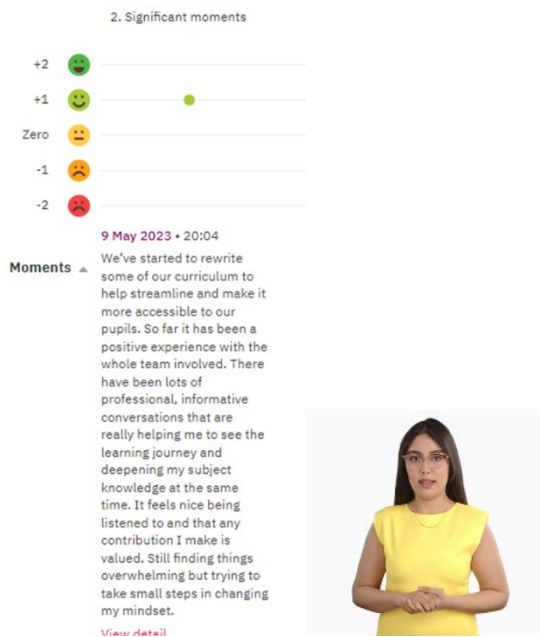 2. Significant moments
+2
+1
Zero
-1
-2
9 May 2023 • 20:04
Moments
We've started to rewrite
some of our curriculum to
help streamline and make it
more accessible to our
pupils. So far it has been a
positive experience with the
whole team involved. There
have been lots of
professional, informative
conversations that are
really helping me to see the
learning journey and
deepening my subject
knowledge at the same
time. It feels nice being
listened to and that any
contribution I make is
valued. Still finding things
overwhelming but trying to
take small steps in changing
my mindset.
View detail